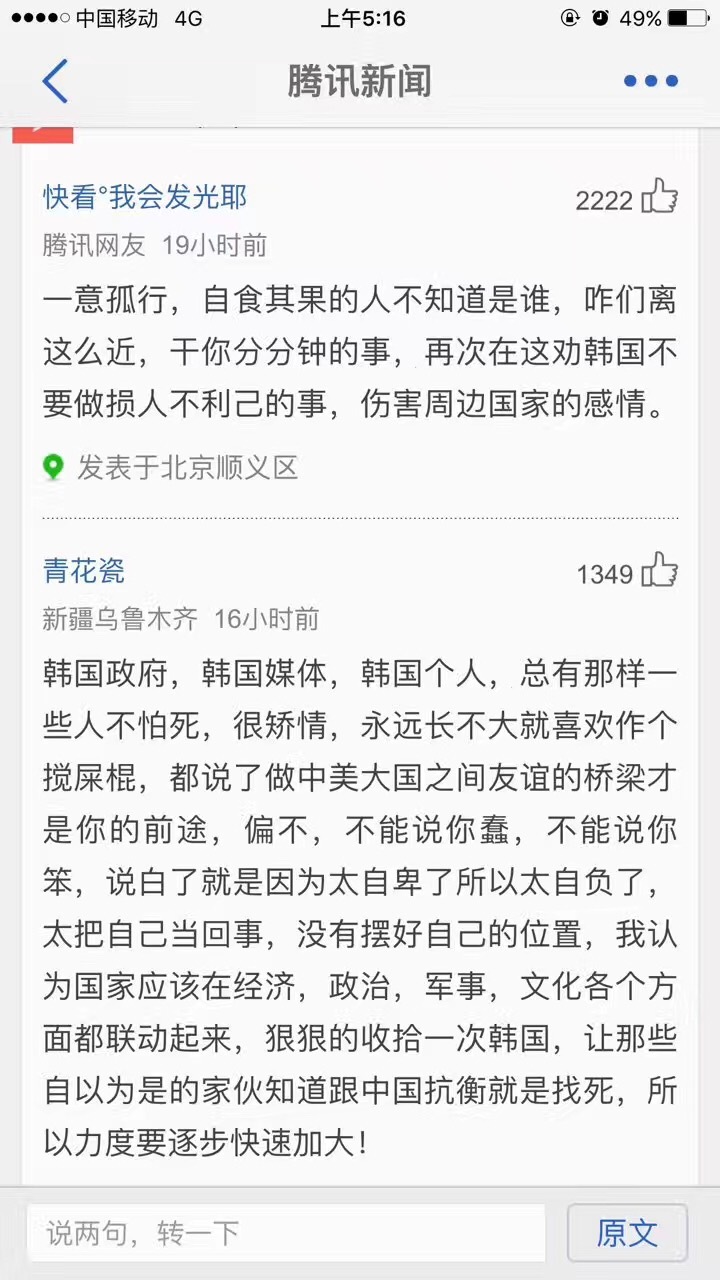 中国移动 4G 上午5:16 49%
腾讯新闻
快看°我会发光耶 2222
腾讯网友 19小时前
一意孤行，自食其果的人不知道是谁，咱们离
这么近，干你分分钟的事，再次在这劝韩国不
要做损人不利己的事，伤害周边国家的感情。
发表于北京顺义区
青花瓷 1349
新疆乌鲁木齐 16小时前
韩国政府，韩国媒体，韩国个人，总有那样一
些人不怕死，很矫情，永远长不大就喜欢作个
搅屎棍，都说了做中美大国之间友谊的桥梁才
是你的前途，偏不，不能说你蠢，不能说你
笨，说白了就是因为太自卑了所以太自负了，
太把自己当回事，没有摆好自己的位置，我认
为国家应该在经济，政治，军事，文化各个方
面都联动起来，狠狠的收拾一次韩国，让那些
自以为是的家伙知道跟中国抗衡就是找死，所
以力度要逐步快速加大！
说两句，转一下 原文